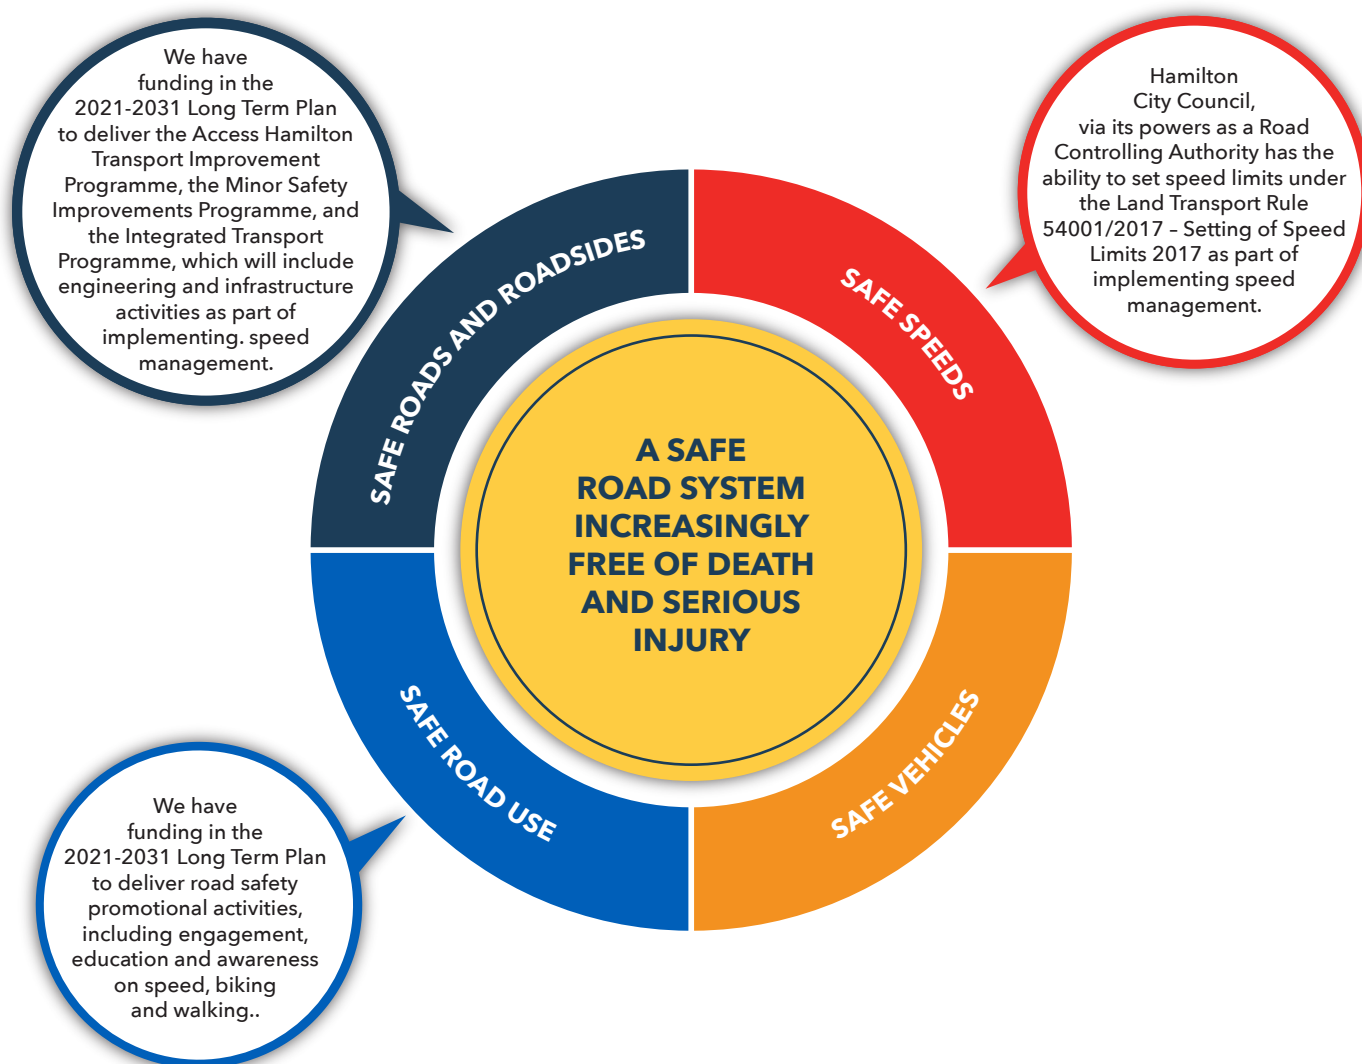 We have
funding in the
2021-2031 Long Term Plan
to deliver the Access Hamilton
Transport Improvement
Programme, the Minor Safety
Improvements Programme, and
the Integrated Transport
Programme, which will include
engineering and infrastructure
activities as part of
implementing. speed
management.
Hamilton
City Council,
via its powers as a Road
Controlling Authority has the
ability to set speed limits under
the Land Transport Rule
54001/2017 – Setting of Speed
Limits 2017 as part of
implementing speed
management.
SAFE ROADS AND ROADSIDES
SAFE SPEEDS
A SAFE
ROAD SYSTEM
INCREASINGLY
FREE OF DEATH
AND SERIOUS
INJURY
SAFE ROAD USE
SAFE VEHICLES
We have
funding in the
2021-2031 Long Term Plan
to deliver road safety
promotional activities,
including engagement,
education and awareness
on speed, biking
and walking..